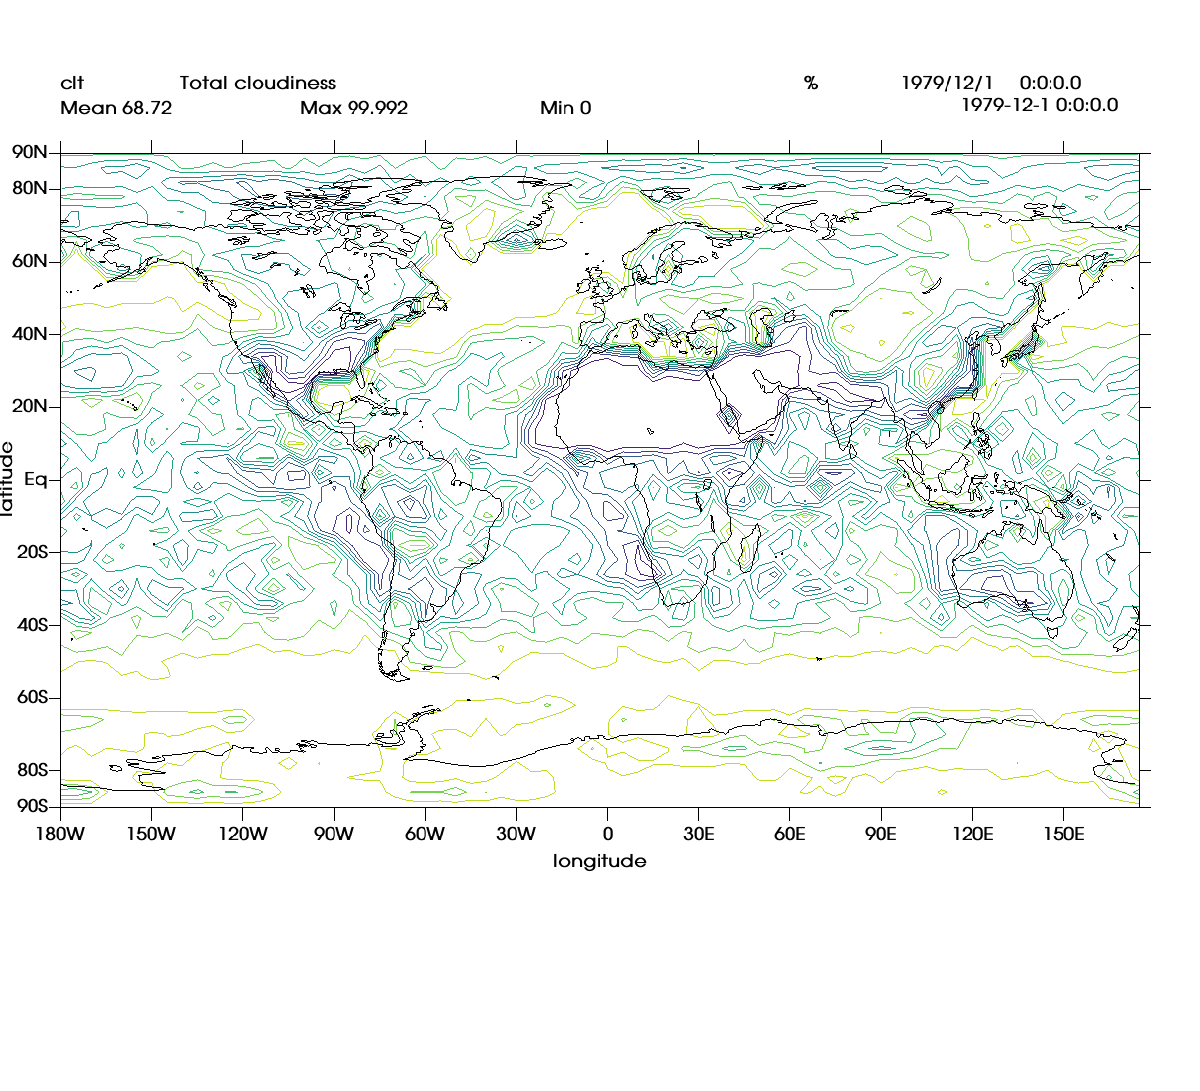 clt Total cloudiness % 1979/12/1 0:0:0.0
Mean 68.72 Max 99.992 Min 0 1979-12-1 0:0:0.0
90N
80N
60N
40N
20N
Eq
20S
40S
60S
80S
90S
latitude
180W 150W 120W 90W 60W 30W 0 30E 60E 90E 120E 150E
longitude